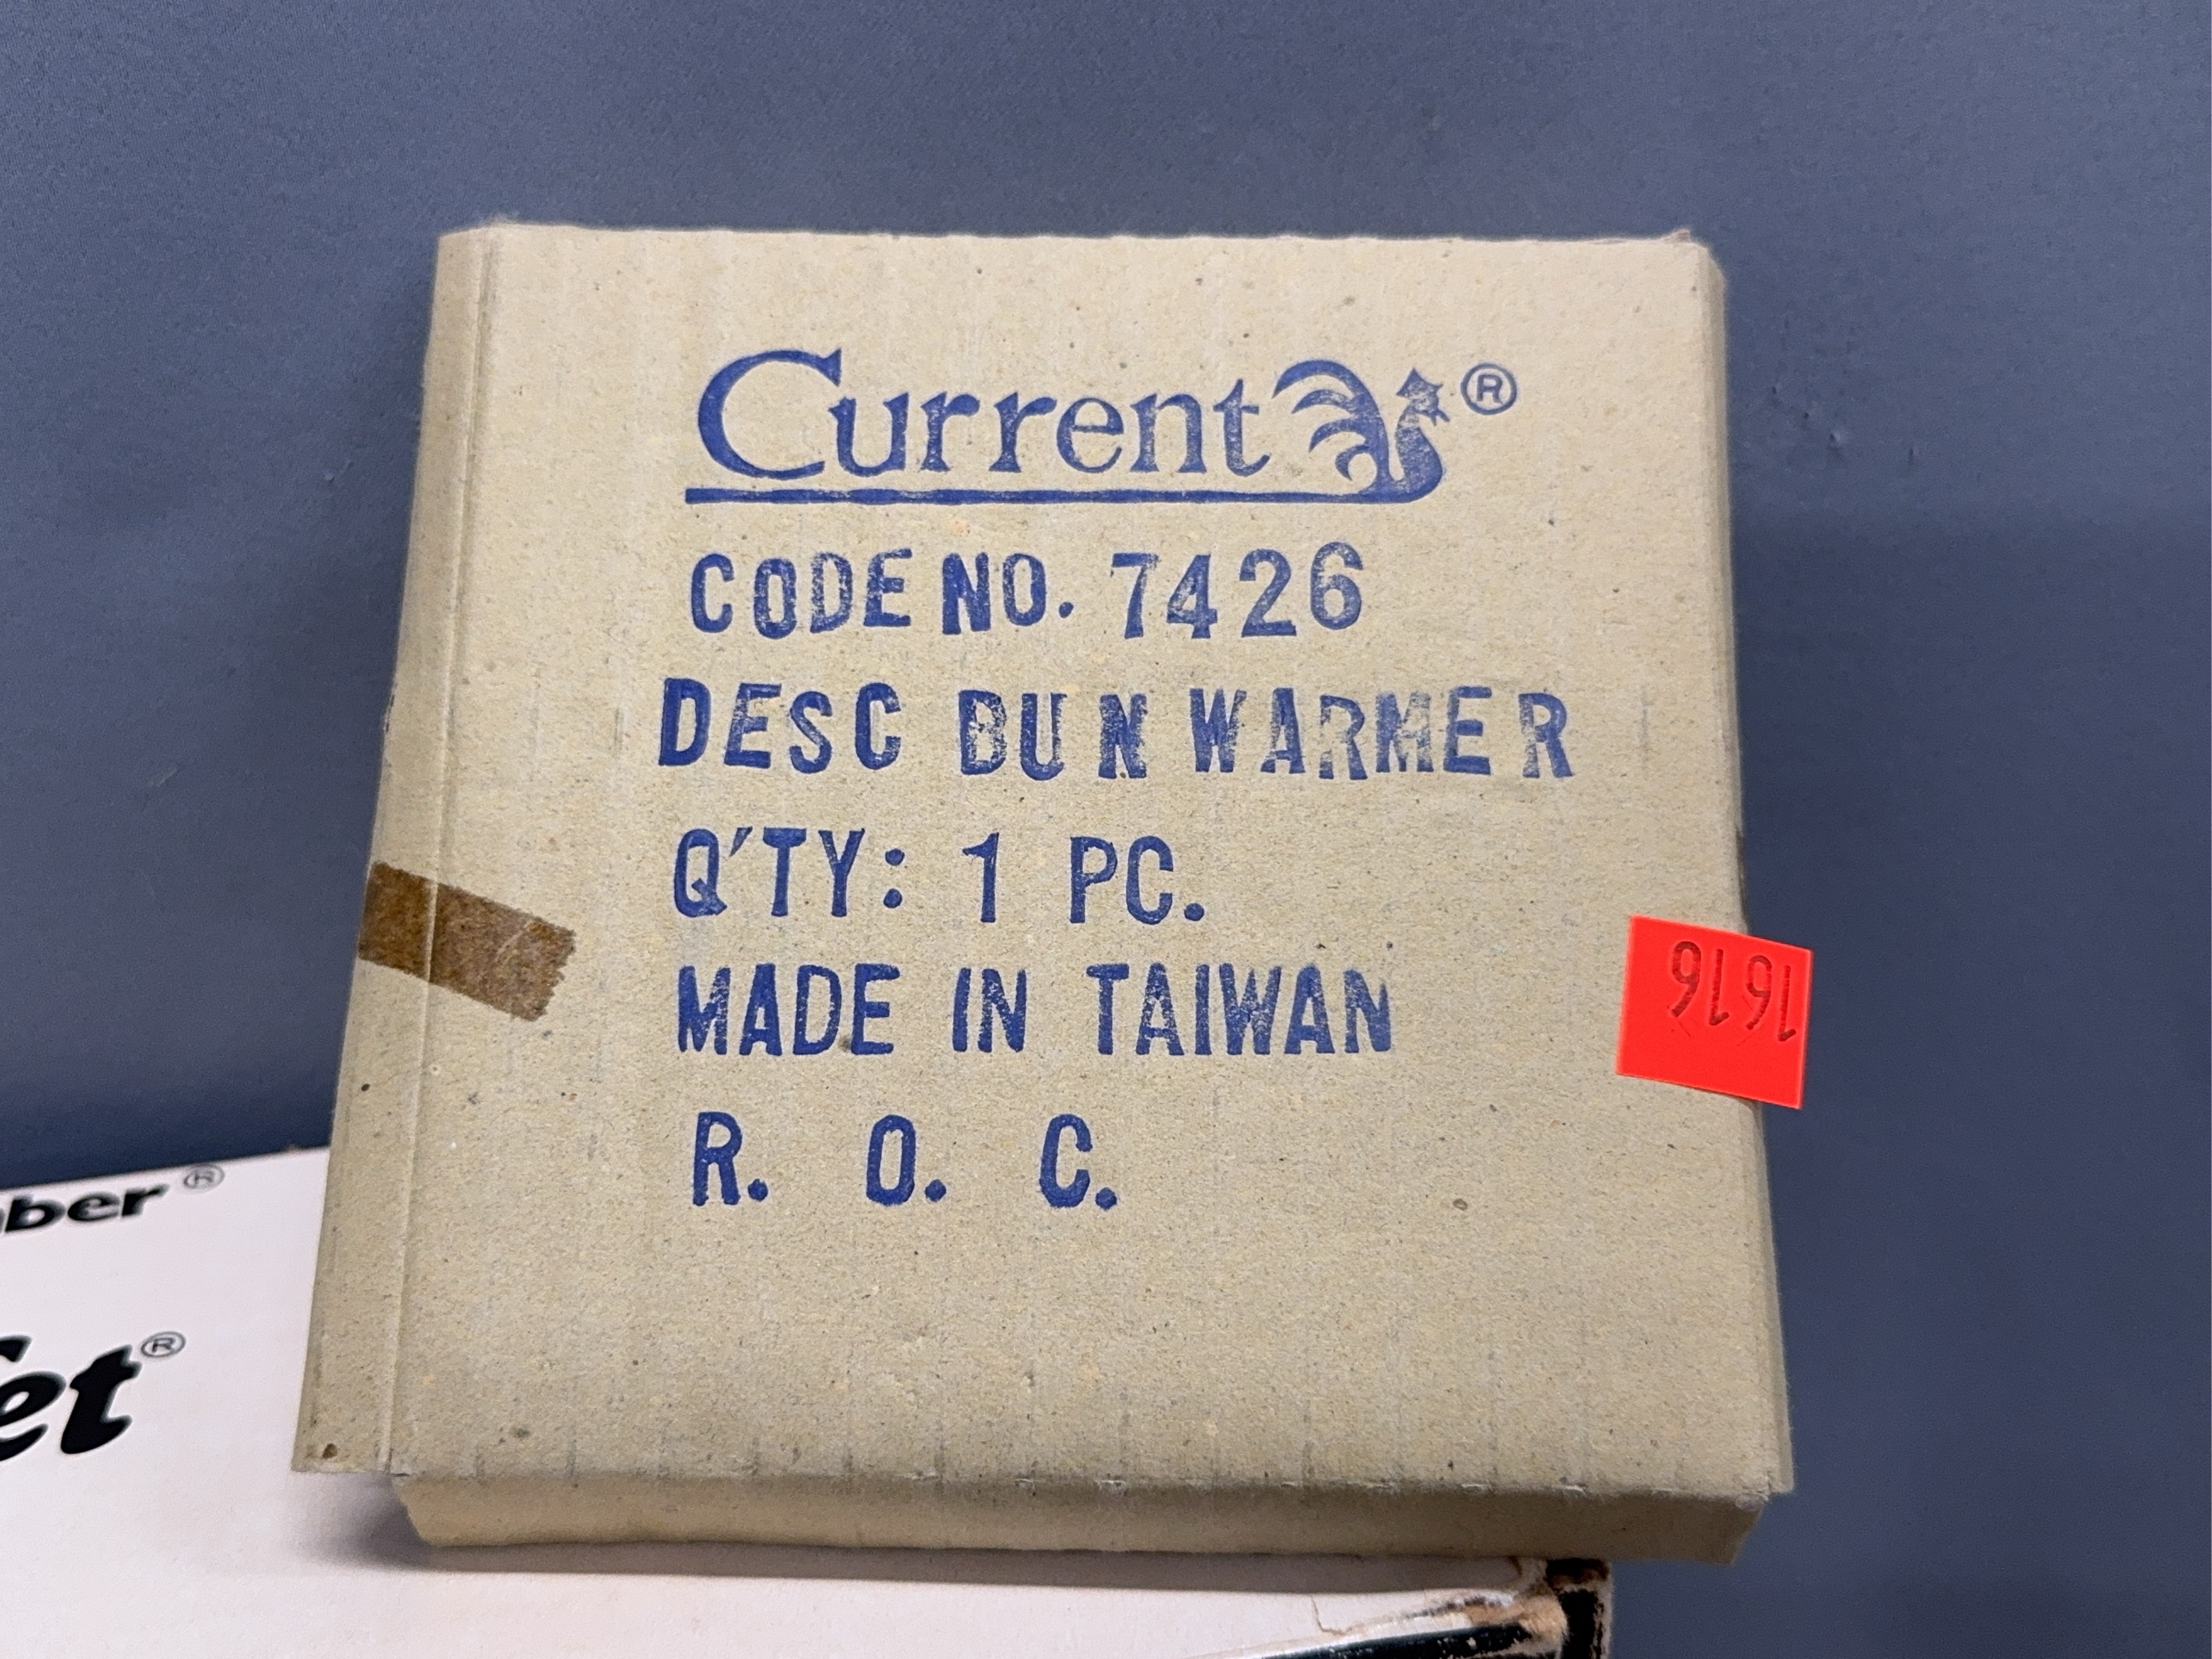 Current®
CODE NO. 7426
DESC BUN WARMER
Q'TY: 1 PC.
MADE IN TAIWAN
R. O. C.
1616
®
®